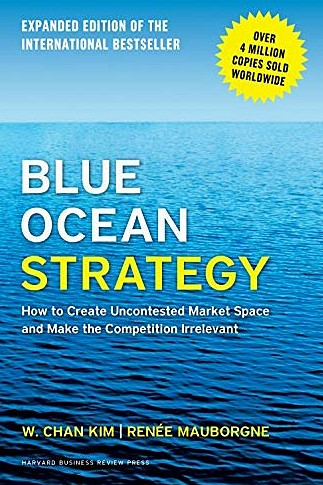 EXPANDED EDITION OF THE
INTERNATIONAL BESTSELLER
OVER
4 MILLION
COPIES SOLD
WORLDWIDE
BLUE
OCEAN
STRATEGY
How to Create Uncontested Market Space
and Make the Competition Irrelevant
W. CHAN KIM | RENÉE MAUBORGNE
HARVARD BUSINESS REVIEW PRESS